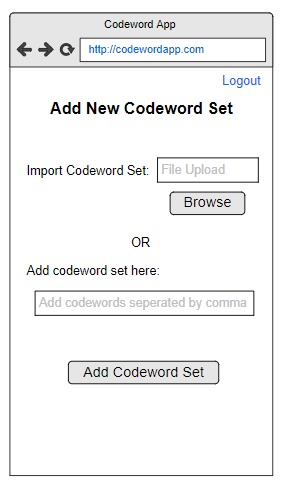 Codeword App
http://codewordapp.com
Logout
Add New Codeword Set
Import Codeword Set: File Upload
Browse
OR
Add codeword set here:
Add codewords seperated by comma
Add Codeword Set